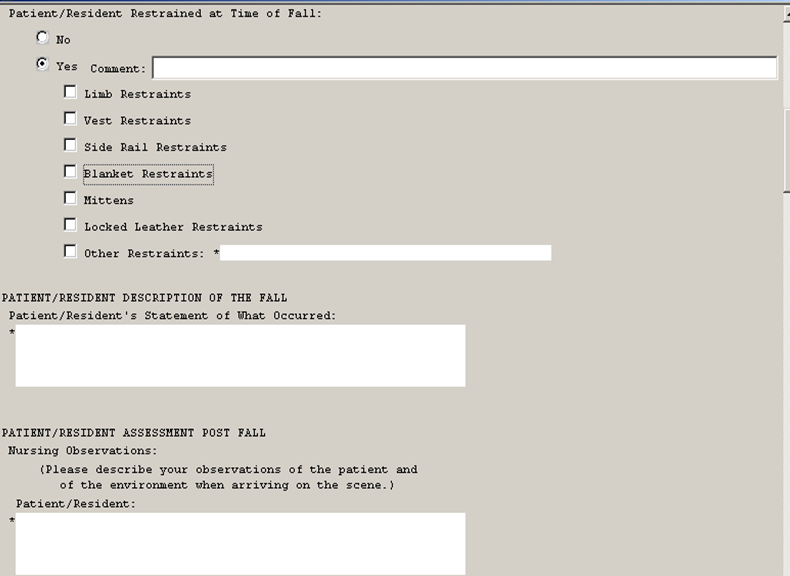 Patient/Resident Restrained at Time of Fall:
No
Yes Comment:
Limb Restraints
Vest Restraints
Side Rail Restraints
Blanket Restraints
Mittens
Locked Leather Restraints
Other Restraints: *
PATIENT/RESIDENT DESCRIPTION OF THE FALL
Patient/Resident's Statement of What Occurred:
*
PATIENT/RESIDENT ASSESSMENT POST FALL
Nursing Observations:
(Please describe your observations of the patient and
of the environment when arriving on the scene.)
Patient/Resident:
*